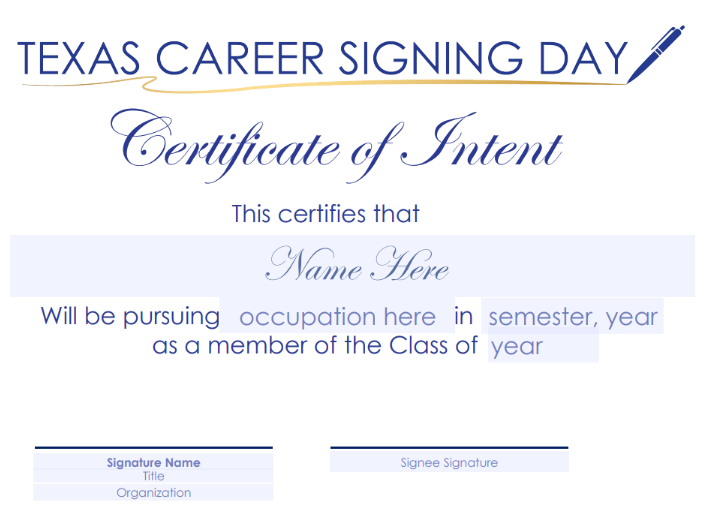 TEXAS CAREER SIGNING DAY
Certificate of Intent
This certifies that
Name Here
Will be pursuing occupation here in semester, year
as a member of the Class of year
Signature Name
Title
Organization
Signee Signature